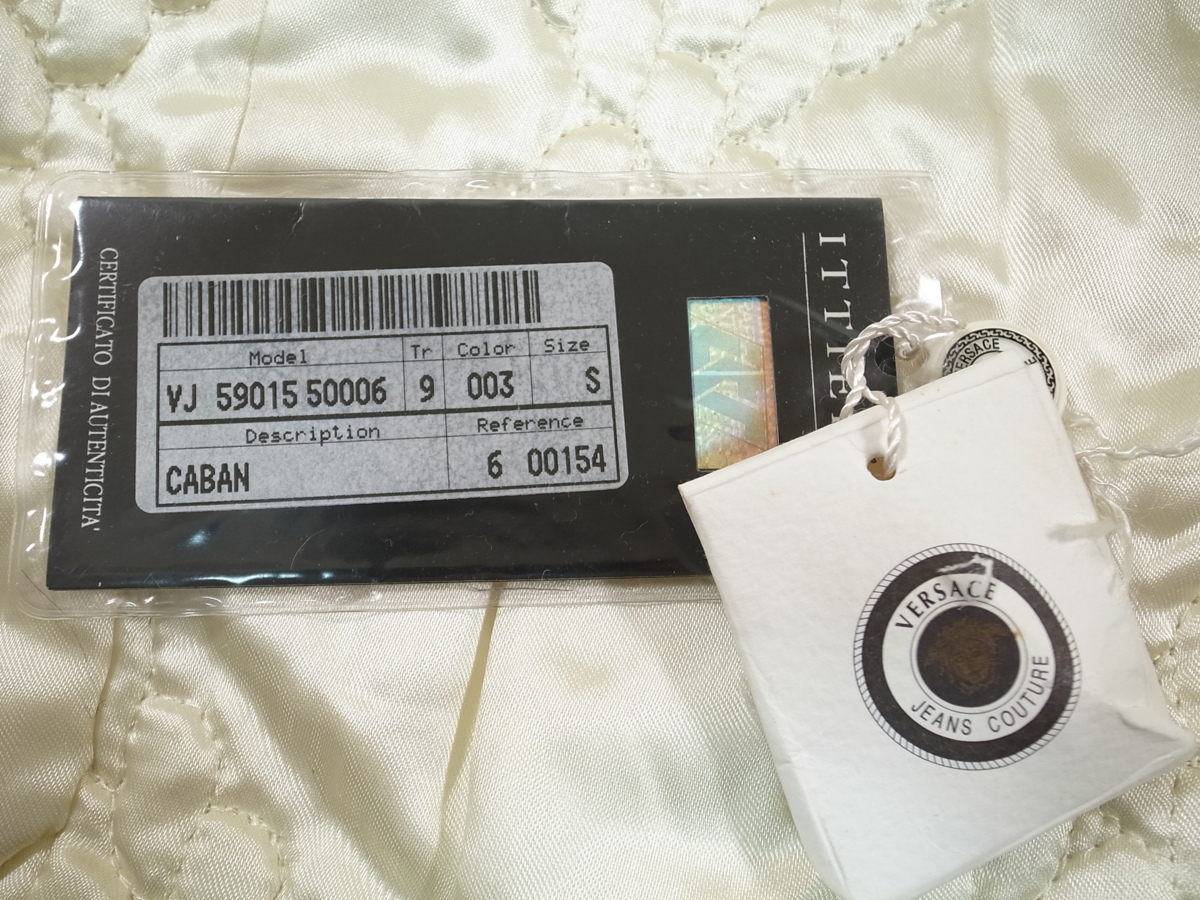 CERTIFICATO DI AUTENTICITA'
Model Tr Color Size
VJ 59015 50006 9 003 S
Description Reference
CABAN 6 00154
ITTIE
VERSACE
VERSACE
JEANS COUTURE